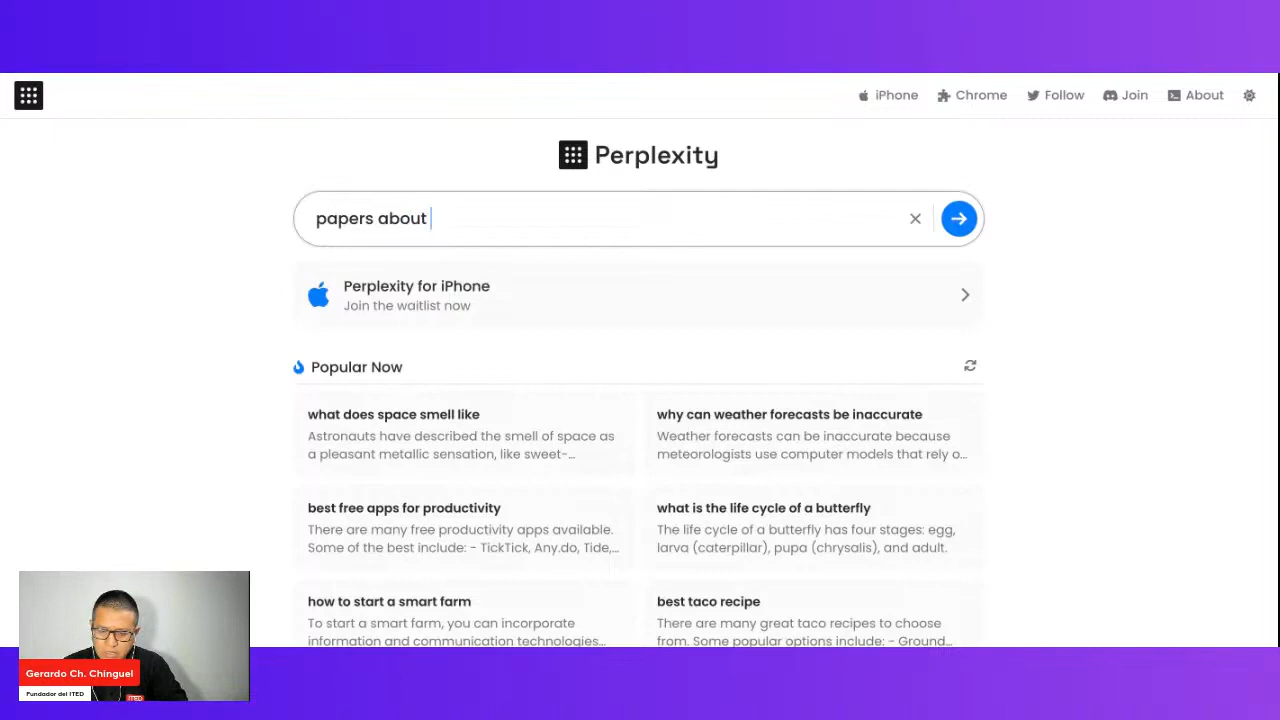 iPhone
Chrome
Follow
Join
About
Perplexity
papers about
Perplexity for iPhone
Join the waitlist now
Popular Now
what does space smell like
Astronauts have described the smell of space as
a pleasant metallic sensation, like sweet-...
why can weather forecasts be inaccurate
Weather forecasts can be inaccurate because
meteorologists use computer models that rely o...
best free apps for productivity
There are many free productivity apps available.
Some of the best include: - TickTick, Any.do, Tide,...
what is the life cycle of a butterfly
The life cycle of a butterfly has four stages: egg,
larva (caterpillar), pupa (chrysalis), and adult.
how to start a smart farm
To start a smart farm, you can incorporate
information and communication technologies...
best taco recipe
There are many great taco recipes to choose
from. Some popular options include: - Ground...
Gerardo Ch. Chinguel
Fundador del ITED
ITED